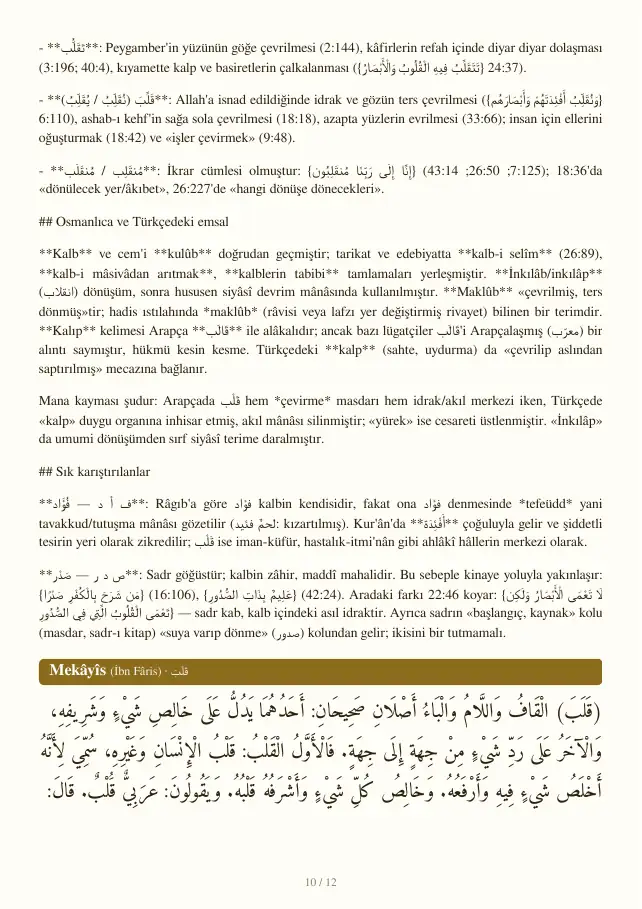 - **تَقَلُّب**: Peygamber'in yüzünün göğe çevrilmesi (2:144), kâfirlerin refah içinde diyar diyar dolaşması
(3:196; 40:4), kıyamette kalp ve basiretlerin çalkalanması ({تَتَقَلَّبُ فِيهِ الْقُلُوبُ وَالْأَبْصَارُ} 24:37).
- **قَلَّبَ (نُقَلِّبُ / يُقَلِّبُ)**: Allah'a isnad edildiğinde idrak ve gözün ters çevrilmesi ({وَنُقَلِّبُ أَفْئِدَتَهُمْ وَأَبْصَارَهُم}
6:110), ashab-ı kehf'in sağa sola çevrilmesi (18:18), azapta yüzlerin evrilmesi (33:66); insan için ellerini
oğuşturmak (18:42) ve «işler çevirmek» (9:48).
- **مُنقَلِب / مُنقَلَب**: İkrar cümlesi olmuştur: {إِنَّا إِلَى رَبِّنَا مُنقَلِبُون} (7:125; 26:50; 43:14); 18:36'da
«dönülecek yer/âkıbet», 26:227'de «hangi dönüşe dönecekleri».
## Osmanlıca ve Türkçedeki emsal
**Kalb** ve cem'i **kulûb** doğrudan geçmiştir; tarikat ve edebiyatta **kalb-i selîm** (26:89),
**kalb-i mâsivâdan arıtmak**, **kalblerin tabibi** tamlamaları yerleşmiştir. **İnkılâb/inkılâp**
(انقلاب) dönüşüm, sonra hususen siyâsî devrim mânâsında kullanılmıştır. **Maklûb** «çevrilmiş, ters
dönmüş»tir; hadis ıstılahında *maklûb* (râvisi veya lafzı yer değiştirmiş rivayet) bilinen bir terimdir.
**Kalıp** kelimesi Arapça **قالَب** ile alâkalıdır; ancak bazı lügatçiler قالَب'i Arapçalaşmış (معرّب) bir
alıntı saymıştır, hükmü kesin kesme. Türkçedeki **kalp** (sahte, uydurma) da «çevrilip aslından
saptırılmış» mecazına bağlanır.
Mana kayması şudur: Arapçada قَلْب hem *çevirme* masdarı hem idrak/akıl merkezi iken, Türkçede
«kalp» duygu organına inhisar etmiş, akıl mânâsı silinmiştir; «yürek» ise cesareti üstlenmiştir. «İnkılâp»
da umumi dönüşümden sırf siyâsî terime daralmıştır.
## Sık karıştırılanlar
**ف أ د — فُؤَاد**: Râgıb'a göre فؤاد kalbin kendisidir, fakat ona فؤاد denmesinde *tefeüdd* yani
tavakkud/tutuşma mânâsı gözetilir (لحمٌ فئيد: kızartılmış). Kur'ân'da **أَفْئِدَة** çoğuluyla gelir ve şiddetli
tesirin yeri olarak zikredilir; قَلْب ise iman-küfür, hastalık-itmi'nân gibi ahlâkî hâllerin merkezi olarak.
**ص د ر — صَدْر**: Sadr göğüstür; kalbin zâhir, maddî mahalidir. Bu sebeple kinaye yoluyla yakınlaşır:
{مَن شَرَحَ بِالْكُفْرِ صَدْرًا} (16:106), {عَلِيمٌ بِذَاتِ الصُّدُورِ} (42:24). Aradaki farkı 22:46 koyar: {لَا تَعْمَى الْأَبْصَارُ وَلَكِن
تَعْمَى الْقُلُوبُ الَّتِي فِى الصُّدُورِ} — sadr kab, kalb içindeki asıl idraktir. Ayrıca sadrın «başlangıç, kaynak» kolu
(masdar, sadr-ı kitap) «suya varıp dönme» (صدور) kolundan gelir; ikisini bir tutmamalı.
Mekâyîs (İbn Fâris) · قَلَبَ
(قَلَبَ) الْقَافُ وَاللَّامُ وَالْبَاءُ أَصْلَانِ صَحِيحَانِ: أَحَدُهُمَا يَدُلُّ عَلَى خَالِصِ شَيْءٍ وَشَرِيفِهِ،
وَالْآخَرُ عَلَى رَدِّ شَيْءٍ مِنْ جِهَةٍ إِلَى جِهَةٍ. فَالْأَوَّلُ الْقَلْبُ: قَلْبُ الْإِنْسَانِ وَغَيْرِهِ، سُمِّيَ لِأَنَّهُ
أَخْلَصُ شَيْءٍ فِيهِ وَأَرْفَعُهُ. وَخَالِصُ كُلِّ شَيْءٍ وَأَشْرَفُهُ قَلْبُهُ. وَيَقُولُونَ: عَرَبِيٌّ قُلْبٌ. قَالَ:
10 / 12